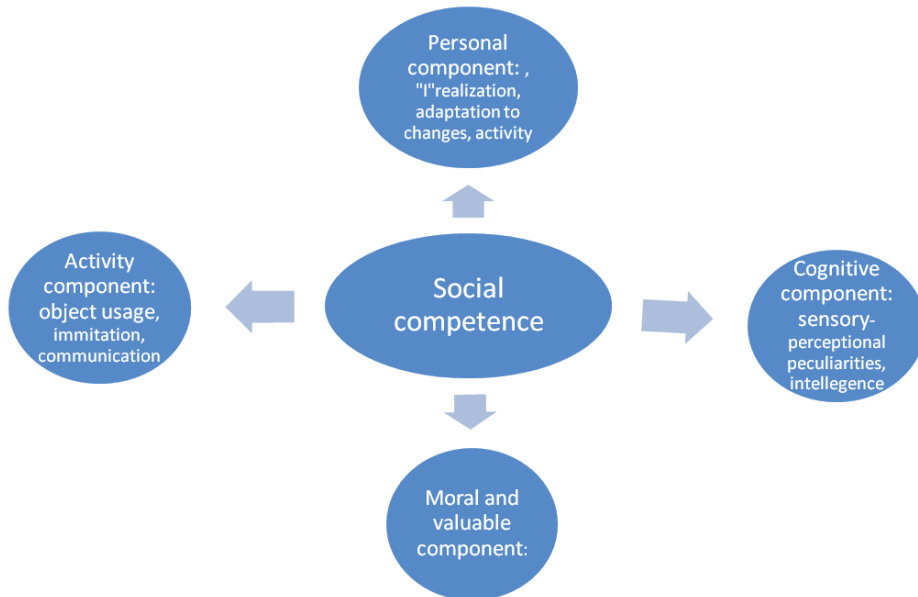 Personal
component: ,
"I"realization,
adaptation to
changes, activity
Activity
component:
object usage,
immitation,
communication
Social
competence
Cognitive
component:
sensory-
perceptional
peculiarities,
intellegence
Moral and
valuable
component: